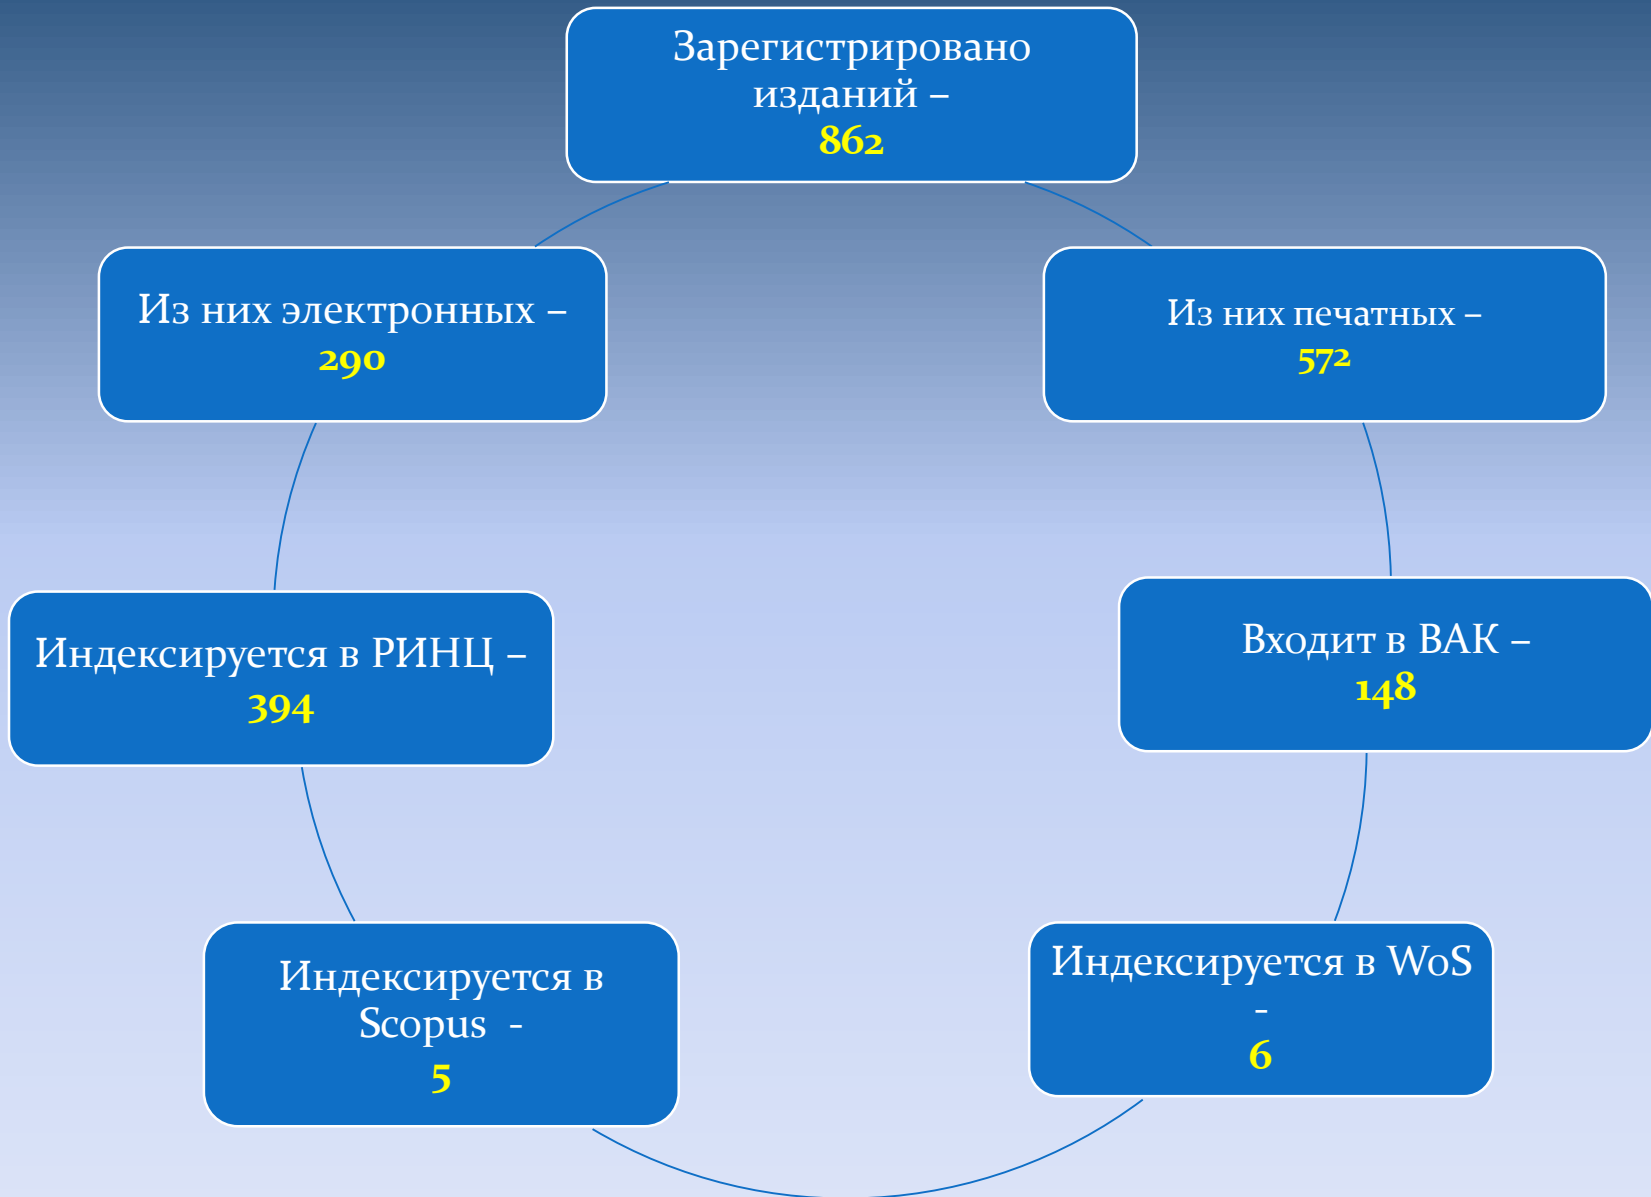 Зарегистрировано
изданий –
862
Из них электронных –
290
Из них печатных –
572
Индексируется в РИНЦ –
394
Входит в ВАК –
148
Индексируется в
Scopus -
5
Индексируется в WoS
-
6